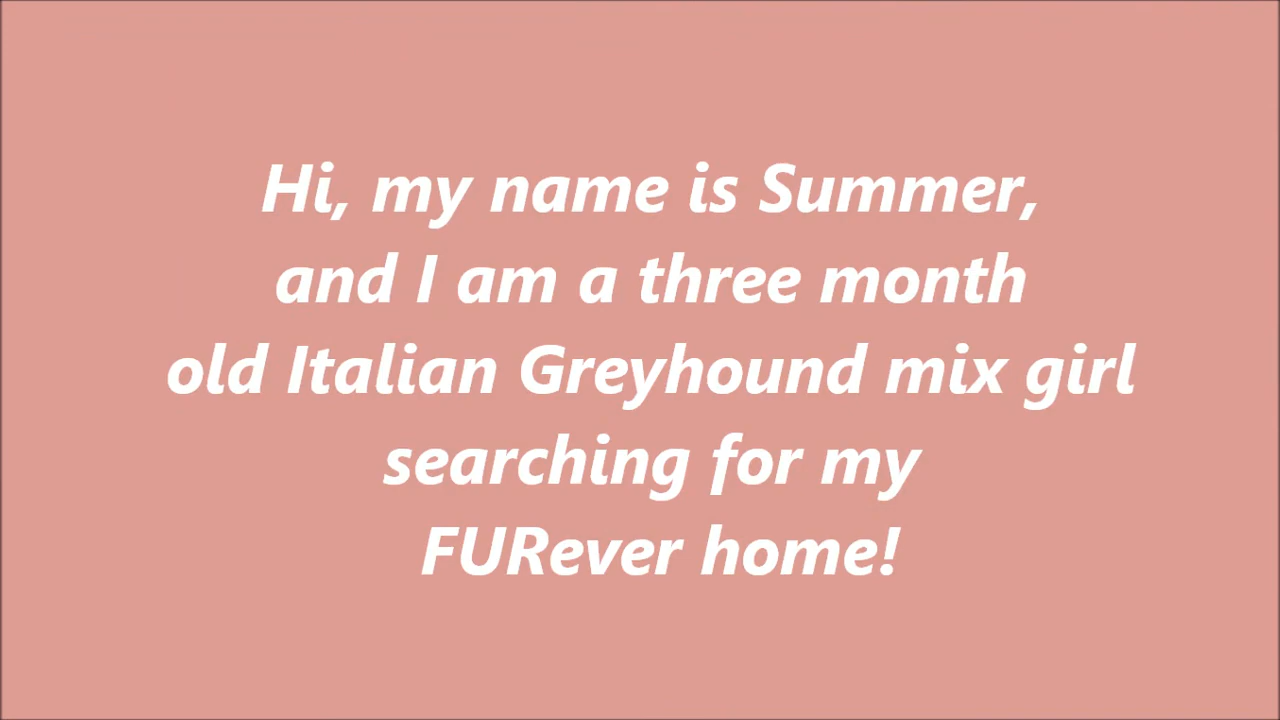 Hi, my name is Summer,
and I am a three month
old Italian Greyhound mix girl
searching for my
FURever home!